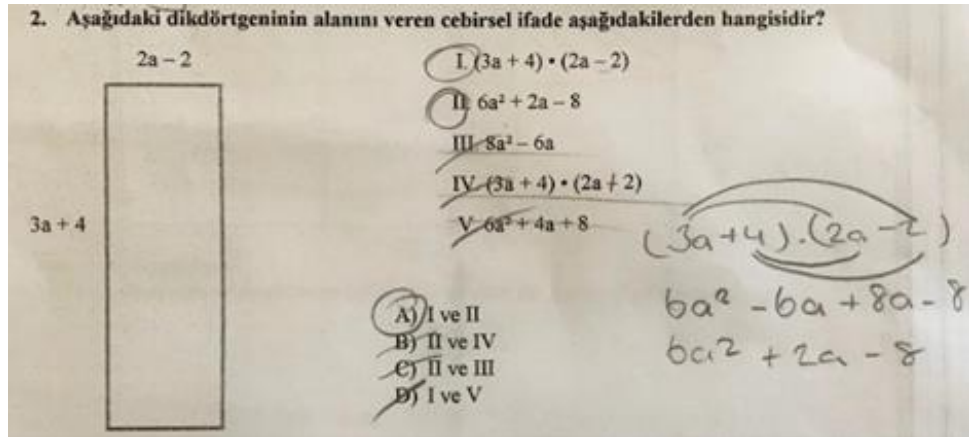 2. Aşağıdaki dikdörtgeninin alanını veren cebirsel ifade aşağıdakilerden hangisidir?
2a – 2
3a + 4
I. (3a + 4) • (2a – 2)
II. 6a² + 2a – 8
III. 8a² – 6a
IV. (3a + 4) • (2a + 2)
V. 6a² + 4a + 8
A) I ve II
B) II ve IV
C) II ve III
D) I ve V
(3a+4).(2a-2)
6a² - 6a + 8a - 8
6a² + 2a - 8